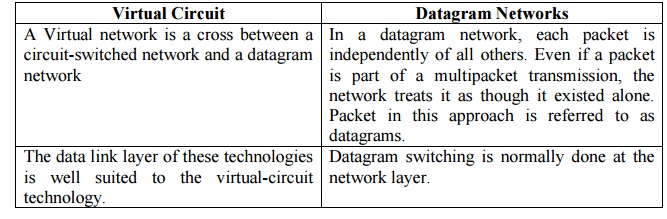 Virtual Circuit
Datagram Networks
A Virtual network is a cross between a
circuit-switched network and a datagram
network
In a datagram network, each packet is
independently of all others. Even if a packet
is part of a multipacket transmission, the
network treats it as though it existed alone.
Packet in this approach is referred to as
datagrams.
The data link layer of these technologies
is well suited to the virtual-circuit
technology.
Datagram switching is normally done at the
network layer.